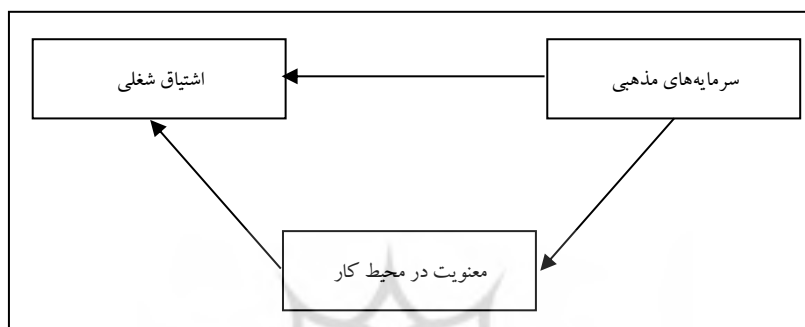 سرمایه‌های مذهبی
اشتیاق شغلی
معنویت در محیط کار